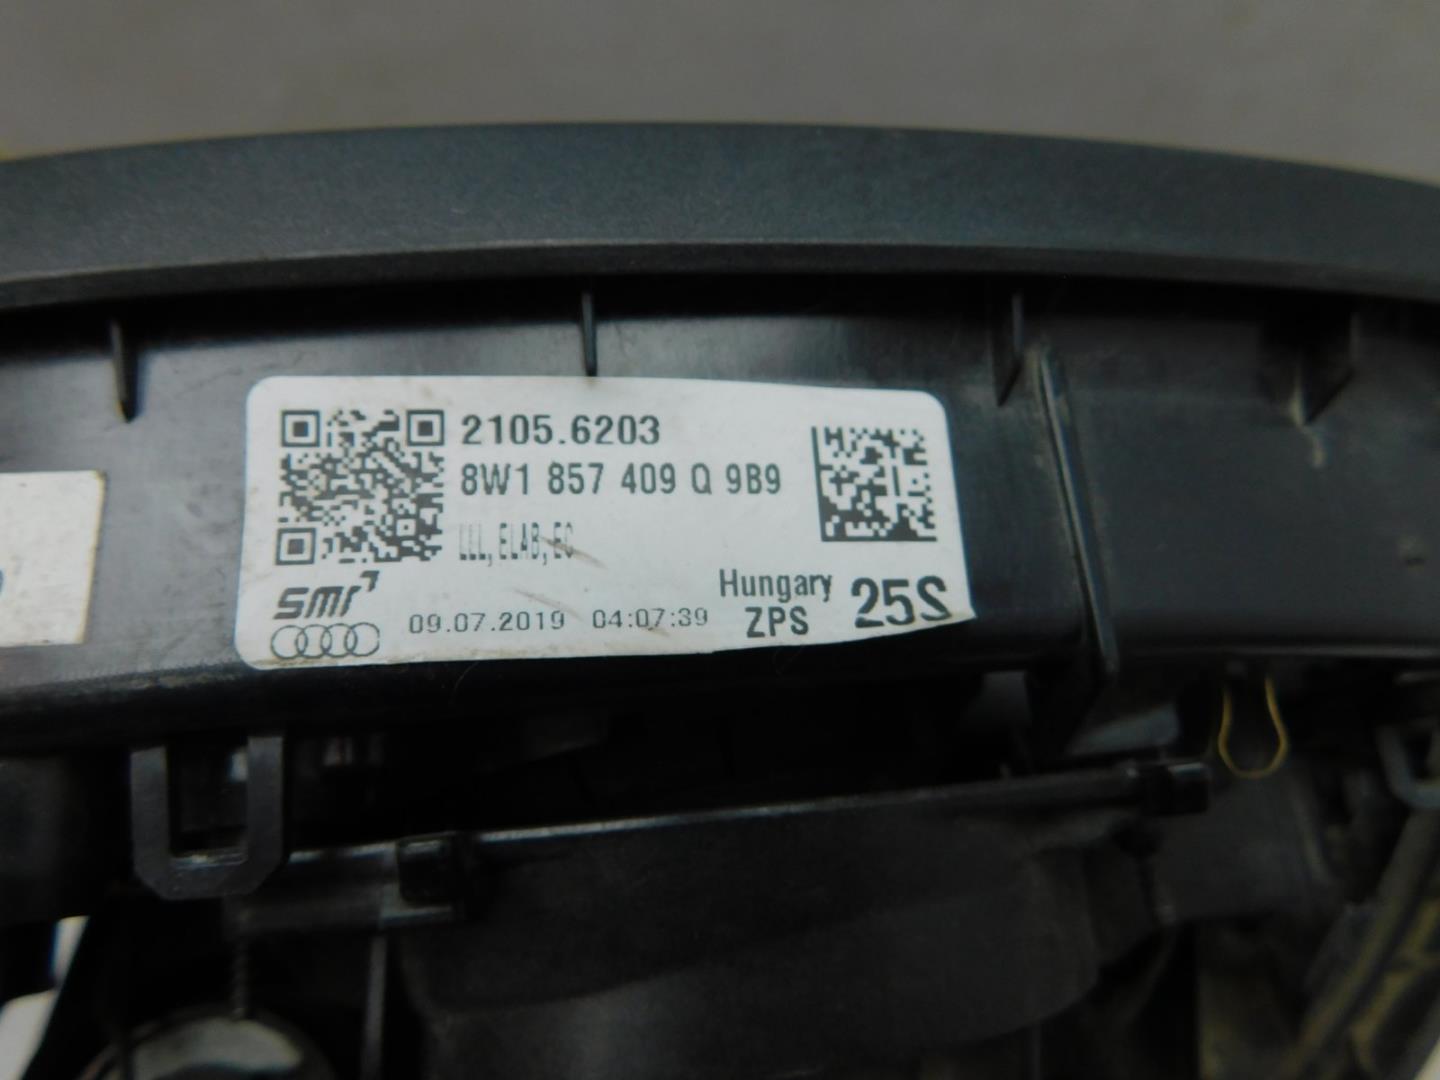 2105.6203
8W1 857 409 Q 9B9
LLL, ELAB, EC
smr
09.07.2019 04:07:39
Hungary
ZPS 25S